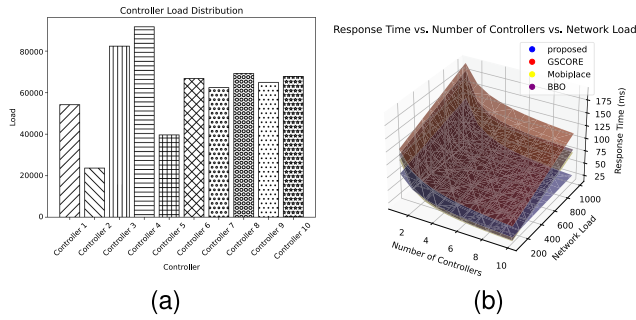 Controller Load Distribution
80000
60000
40000
20000
0
Load
Controller 1
Controller 2
Controller 3
Controller 4
Controller 5
Controller 6
Controller 7
Controller 8
Controller 9
Controller 10
Controller
(a)
Response Time vs. Number of Controllers vs. Network Load
proposed
GSCORE
Mobiplace
BBO
175
150
125
100
75
50
25
Response Time (ms)
1000
800
600
400
200
Network Load
2
4
6
8
10
Number of Controllers
(b)